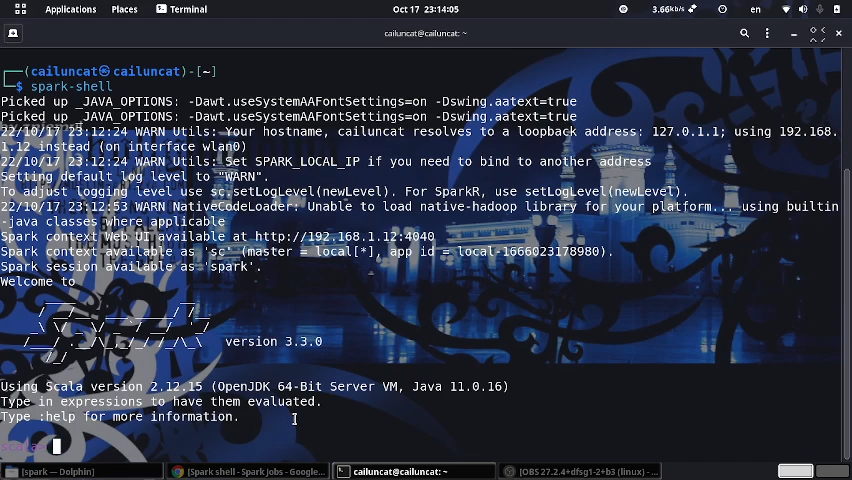 Applications Places Terminal Oct 17 23:14:05 3.66kb/s en
cailuncat@cailuncat: ~
┌──(cailuncat㉿cailuncat)-[~]
└─$ spark-shell
Picked up _JAVA_OPTIONS: -Dawt.useSystemAAFontSettings=on -Dswing.aatext=true
Picked up _JAVA_OPTIONS: -Dawt.useSystemAAFontSettings=on -Dswing.aatext=true
22/10/17 23:12:24 WARN Utils: Your hostname, cailuncat resolves to a loopback address: 127.0.1.1; using 192.168.
1.12 instead (on interface wlan0)
22/10/17 23:12:24 WARN Utils: Set SPARK_LOCAL_IP if you need to bind to another address
Setting default log level to "WARN".
To adjust logging level use sc.setLogLevel(newLevel). For SparkR, use setLogLevel(newLevel).
22/10/17 23:12:53 WARN NativeCodeLoader: Unable to load native-hadoop library for your platform... using builtin
-java classes where applicable
Spark context Web UI available at http://192.168.1.12:4040
Spark context available as 'sc' (master = local[*], app id = local-1666023178980).
Spark session available as 'spark'.
Welcome to
version 3.3.0
Using Scala version 2.12.15 (OpenJDK 64-Bit Server VM, Java 11.0.16)
Type in expressions to have them evaluated.
Type :help for more information.
scala>
[spark — Dolphin] [Spark shell - Spark Jobs - Google... cailuncat@cailuncat: ~ [OBS 27.2.4+dfsg1-2+b3 (linux) - ...